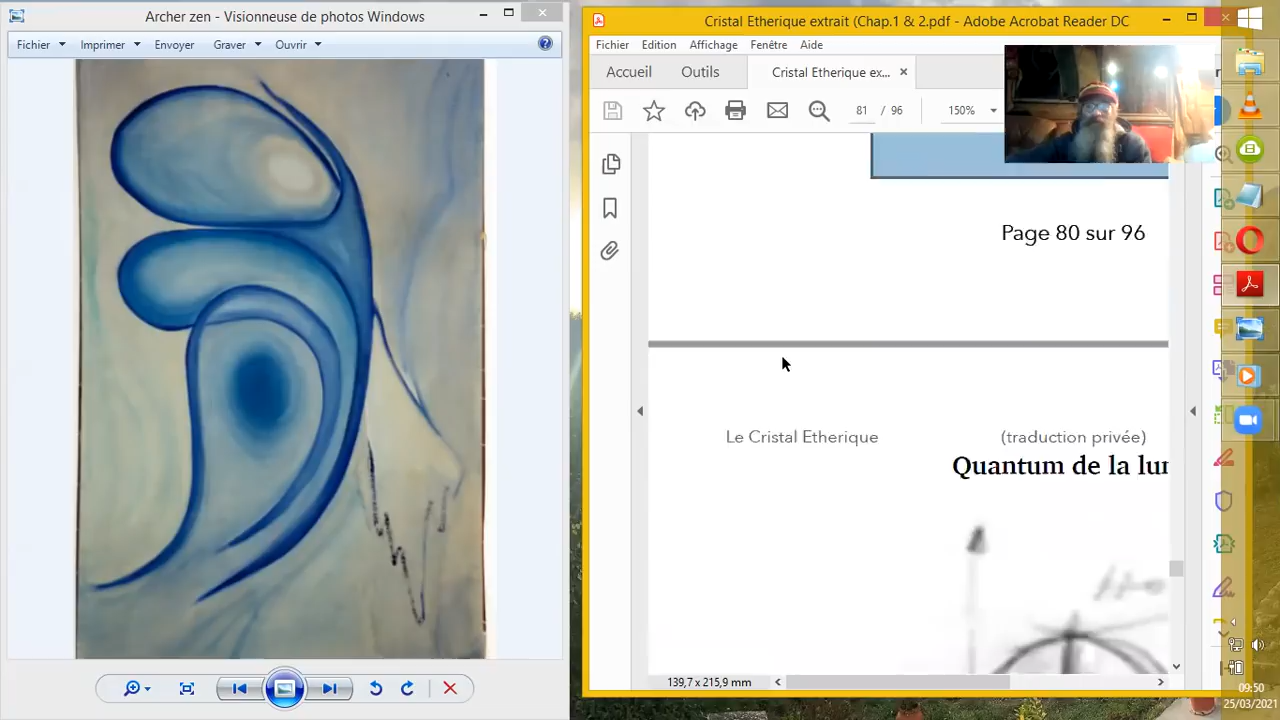 Archer zen - Visionneuse de photos Windows
Fichier Imprimer Envoyer Graver Ouvrir
Cristal Etherique extrait (Chap.1 & 2.pdf - Adobe Acrobat Reader DC
Fichier Edition Affichage Fenêtre Aide
Accueil Outils Cristal Etherique ex...
81 / 96 150%
Page 80 sur 96
Le Cristal Etherique (traduction privée)
Quantum de la lu
139,7 x 215,9 mm
09:50
25/03/2021